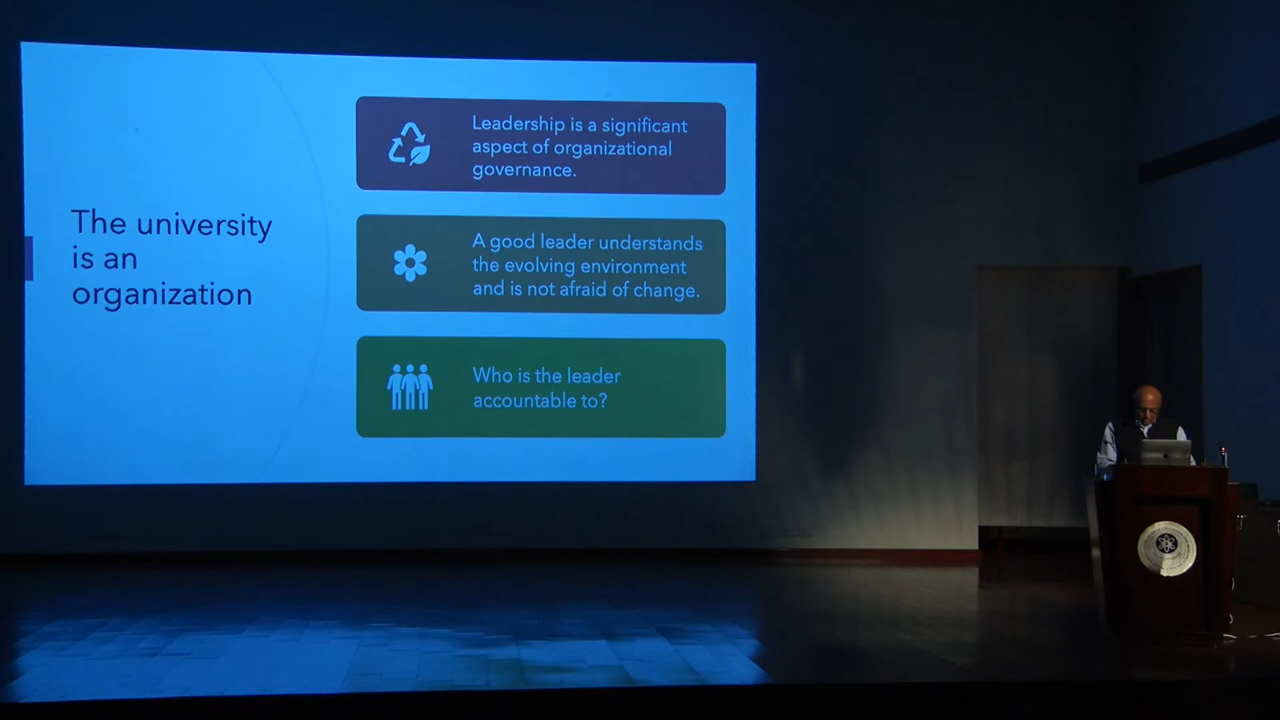 The university
is an
organization
Leadership is a significant
aspect of organizational
governance.
A good leader understands
the evolving environment
and is not afraid of change.
Who is the leader
accountable to?